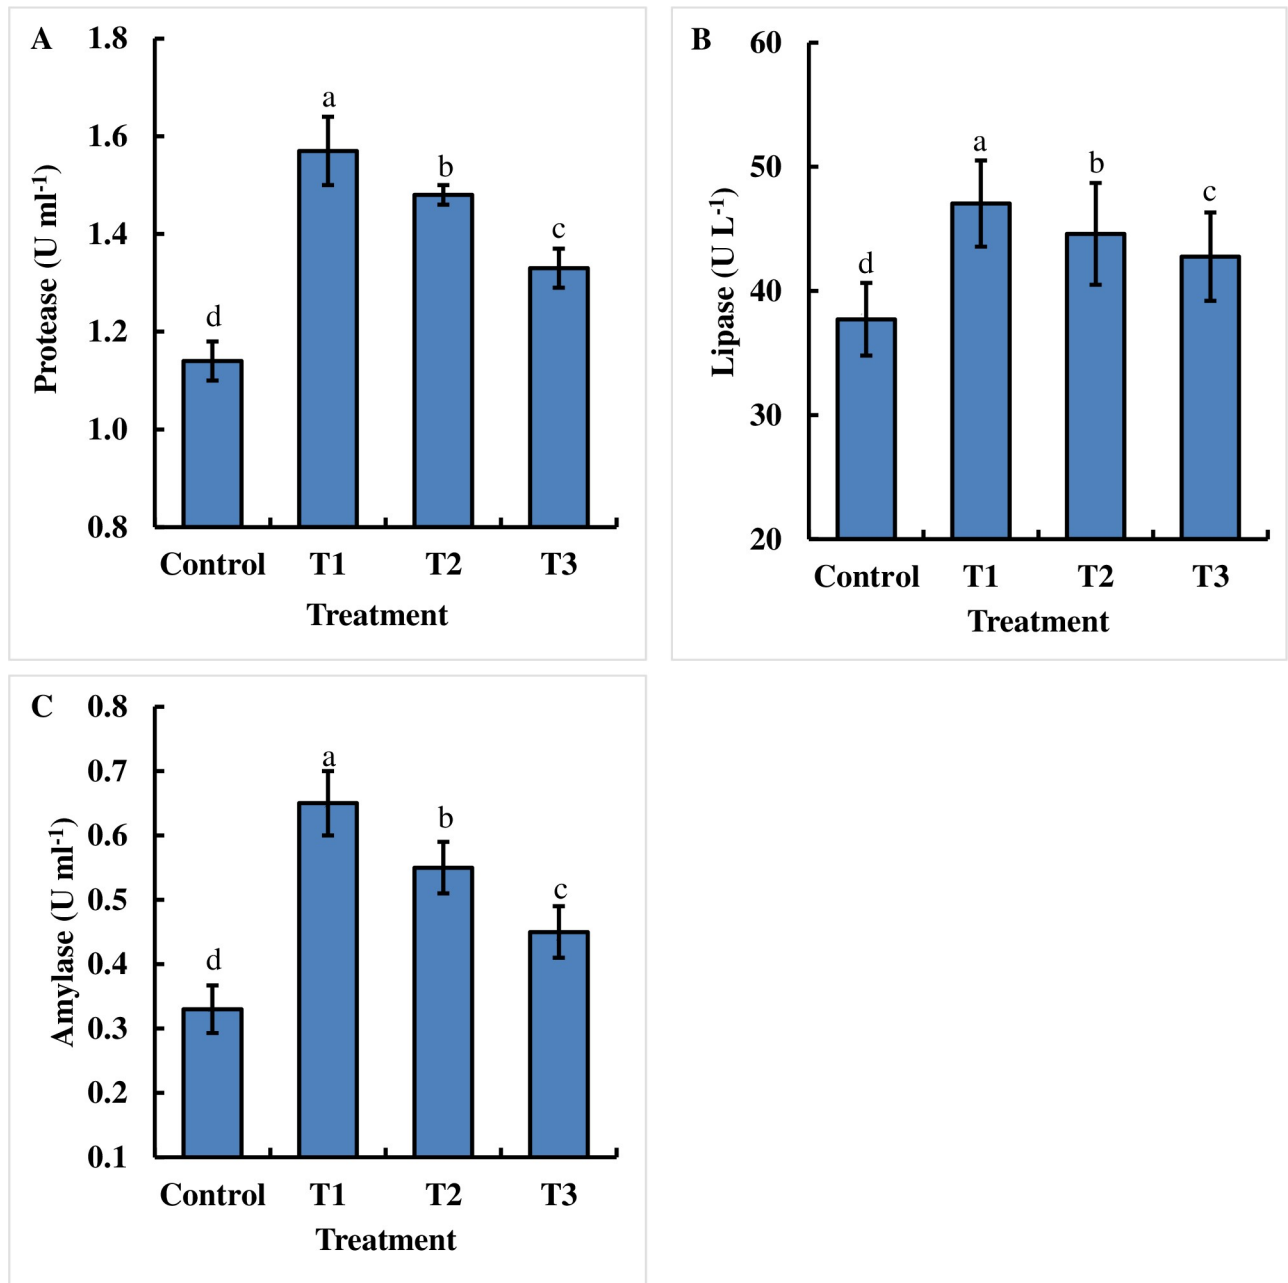 A
Protease (U ml-1)
1.8
1.6
1.4
1.2
1.0
0.8
d
a
b
c
Control T1 T2 T3
Treatment
B
Lipase (U L-1)
60
50
40
30
20
d
a
b
c
Control T1 T2 T3
Treatment
C
Amylase (U ml-1)
0.8
0.7
0.6
0.5
0.4
0.3
0.2
0.1
d
a
b
c
Control T1 T2 T3
Treatment